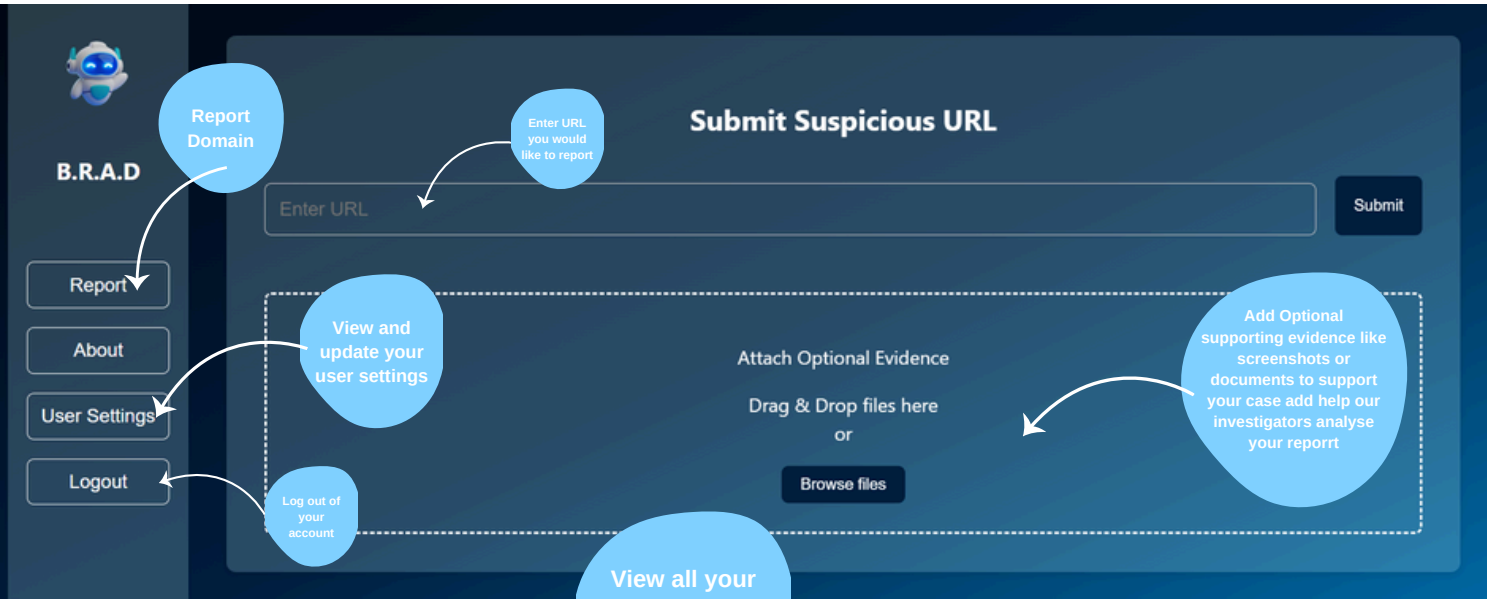 B.R.A.D
Report
About
User Settings
Logout
Report
Domain
Enter URL
you would
like to report
Submit Suspicious URL
Enter URL
Submit
View and
update your
user settings
Log out of
your
account
Attach Optional Evidence
Drag & Drop files here
or
Browse files
Add Optional
supporting evidence like
screenshots or
documents to support
your case add help our
investigators analyse
your reporrt
View all your